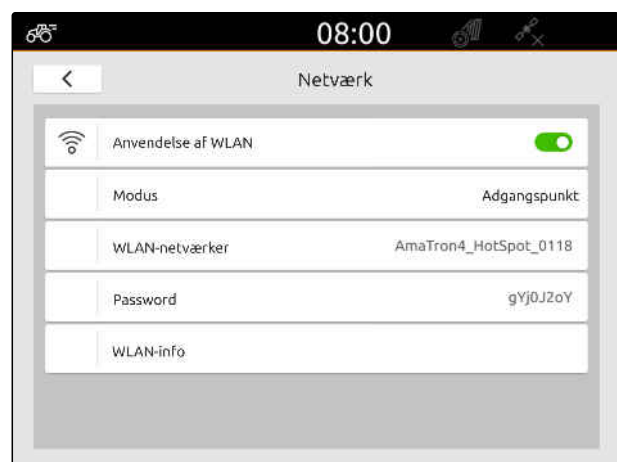 08:00
Netværk
Anvendelse af WLAN
Modus Adgangspunkt
WLAN-netværker AmaTron4_HotSpot_0118
Password gYj0JZoY
WLAN-info